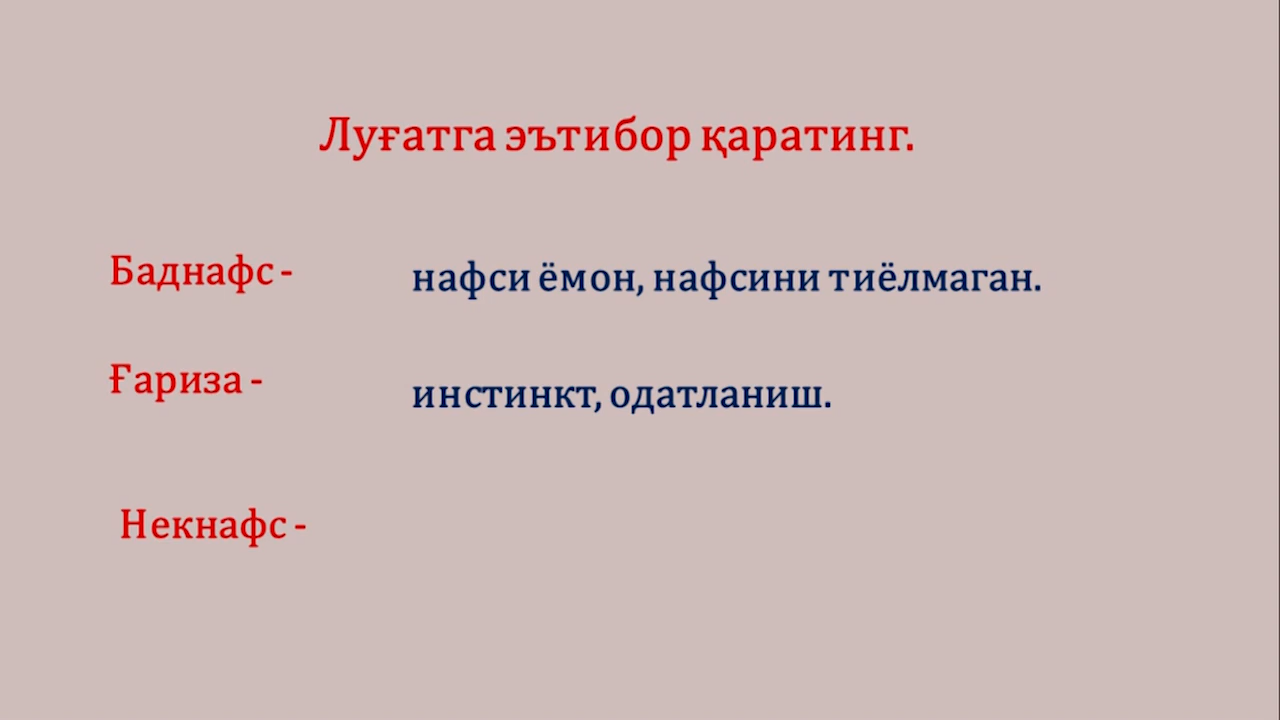 Луғатга эътибор қаратинг.
Баднафс - нафси ёмон, нафсини тиёлмаган.
Ғариза - инстинкт, одатланиш.
Некнафс -